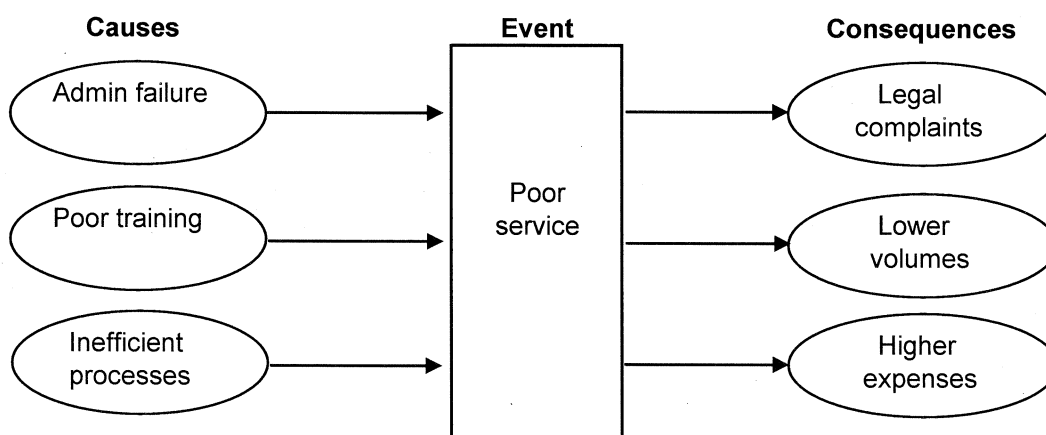 Causes
Event
Consequences
Admin failure
Legal
complaints
Poor training
Poor
service
Lower
volumes
Inefficient
processes
Higher
expenses